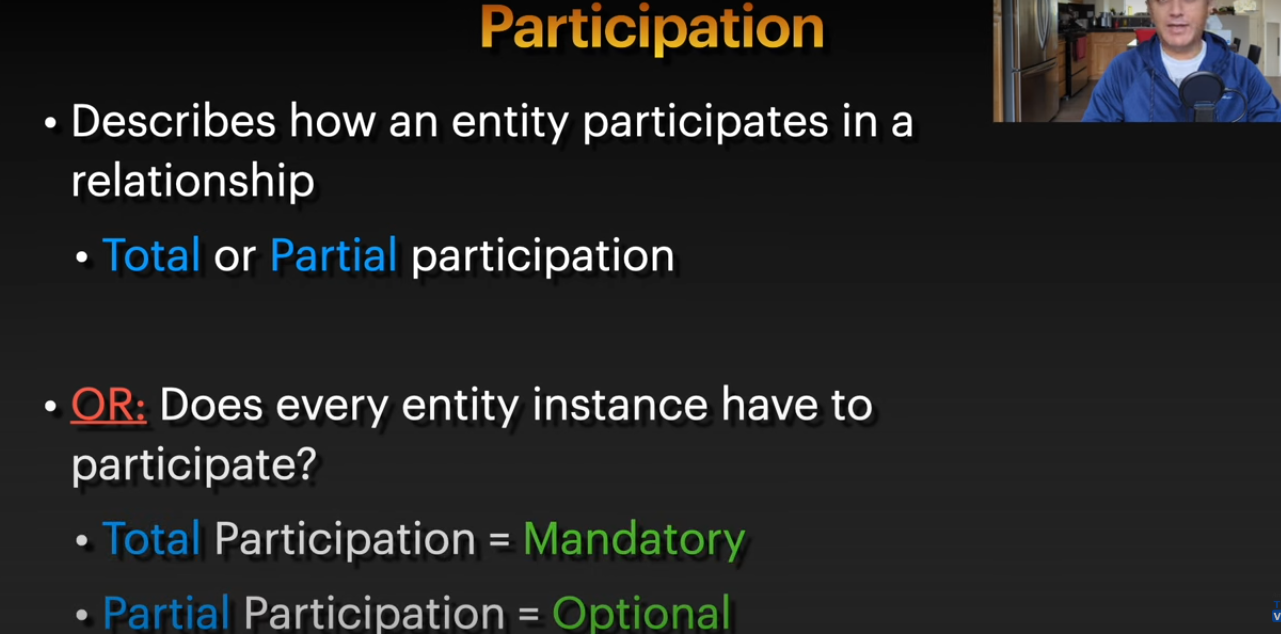 Participation
• Describes how an entity participates in a
relationship
• Total or Partial participation
• OR: Does every entity instance have to
participate?
• Total Participation = Mandatory
• Partial Participation = Optional